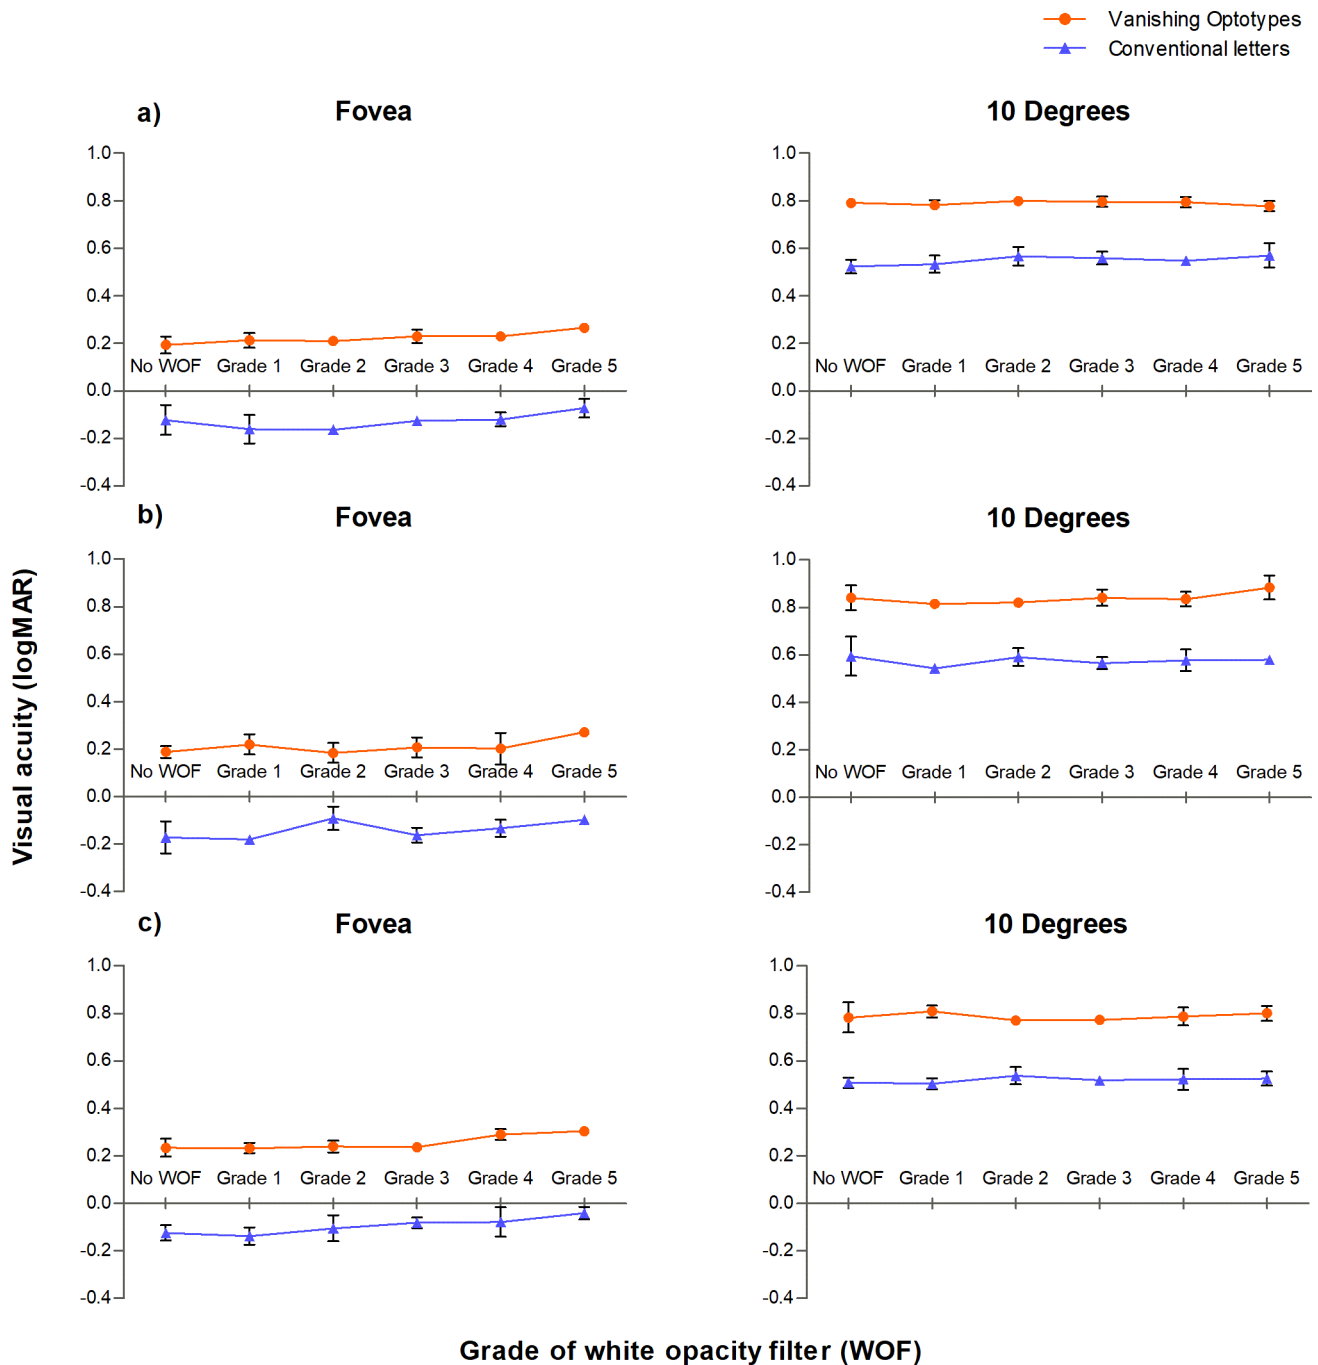 Vanishing Optotypes
Conventional letters
a)
Fovea
10 Degrees
1.0
0.8
0.6
0.4
0.2
0.0
-0.2
-0.4
No WOF Grade 1 Grade 2 Grade 3 Grade 4 Grade 5
1.0
0.8
0.6
0.4
0.2
0.0
-0.2
-0.4
No WOF Grade 1 Grade 2 Grade 3 Grade 4 Grade 5
b)
Fovea
10 Degrees
1.0
0.8
0.6
0.4
0.2
0.0
-0.2
-0.4
No WOF Grade 1 Grade 2 Grade 3 Grade 4 Grade 5
1.0
0.8
0.6
0.4
0.2
0.0
-0.2
-0.4
No WOF Grade 1 Grade 2 Grade 3 Grade 4 Grade 5
Visual acuity (logMAR)
c)
Fovea
10 Degrees
1.0
0.8
0.6
0.4
0.2
0.0
-0.2
-0.4
No WOF Grade 1 Grade 2 Grade 3 Grade 4 Grade 5
1.0
0.8
0.6
0.4
0.2
0.0
-0.2
-0.4
No WOF Grade 1 Grade 2 Grade 3 Grade 4 Grade 5
Grade of white opacity filter (WOF)